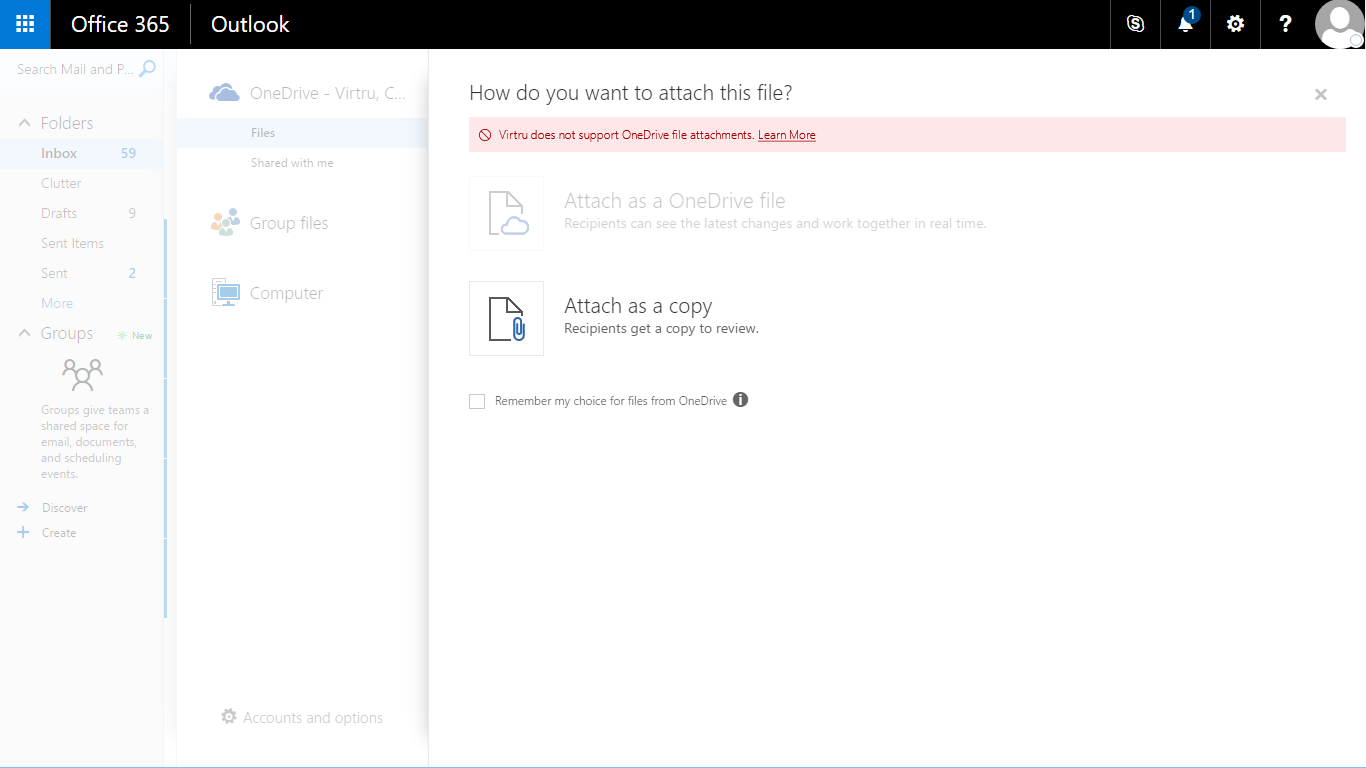 Office 365
Outlook
1
?
Search Mail and P...
Folders
Inbox 59
Clutter
Drafts 9
Sent Items
Sent 2
More
Groups New
Groups give teams a
shared space for
email, documents,
and scheduling
events.
Discover
Create
OneDrive - Virtru, C...
Files
Shared with me
Group files
Computer
Accounts and options
How do you want to attach this file?
Virtru does not support OneDrive file attachments. Learn More
Attach as a OneDrive file
Recipients can see the latest changes and work together in real time.
Attach as a copy
Recipients get a copy to review.
Remember my choice for files from OneDrive